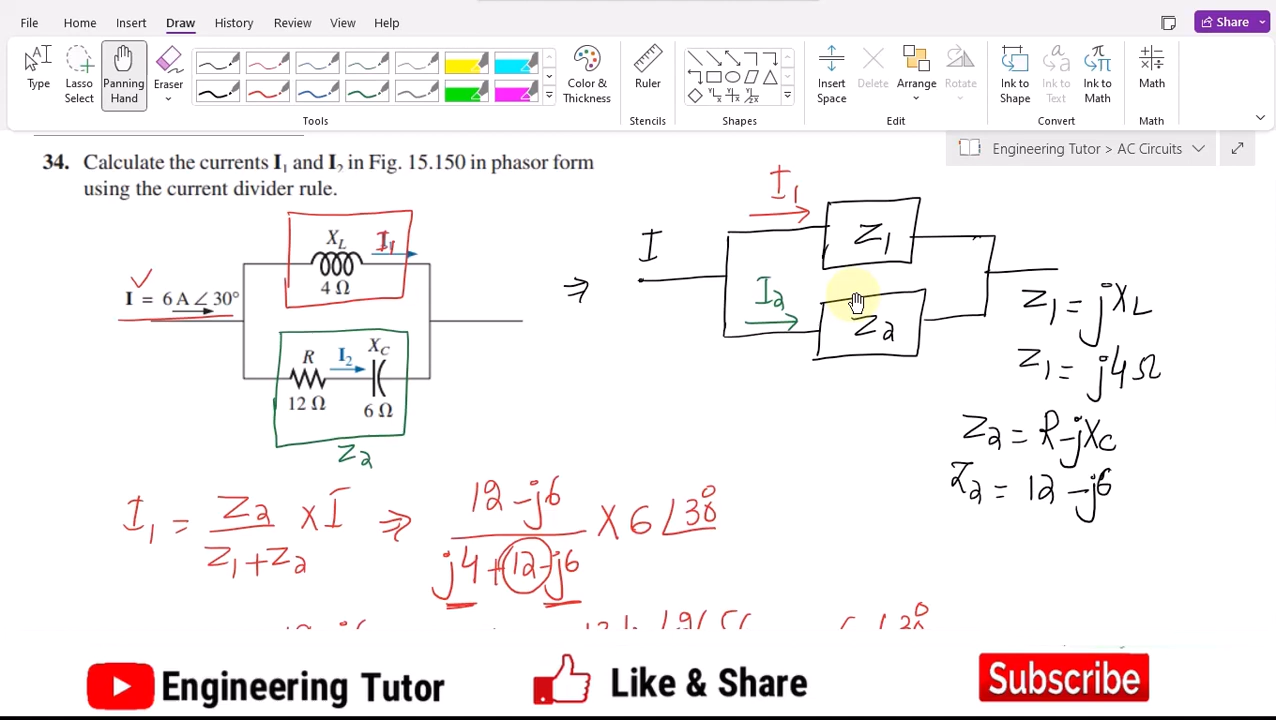 File Home Insert Draw History Review View Help
Share
Type
Lasso Select
Panning Hand
Eraser
Color & Thickness
Ruler
Insert Space
Delete
Arrange
Rotate
Ink to Shape
Ink to Text
Ink to Math
Math
Tools
Stencils
Shapes
Edit
Convert
Math
Engineering Tutor > AC Circuits
34. Calculate the currents I₁ and I₂ in Fig. 15.150 in phasor form
using the current divider rule.
X_L
I₁
4 Ω
I = 6 A∠30°
R
I₂
X_C
12 Ω
6 Ω
Z₂
I
I₁
Z₁
⇒
I₂
Z₂
Z₁ = jX_L
Z₁ = j4Ω
Z₂ = R-jX_C
Z₂ = 12 - j6
I₁ = Z₂ / (Z₁+Z₂) × I ⇒ (12-j6) / (j4+12-j6) × 6∠30°
Engineering Tutor
Like & Share
Subscribe